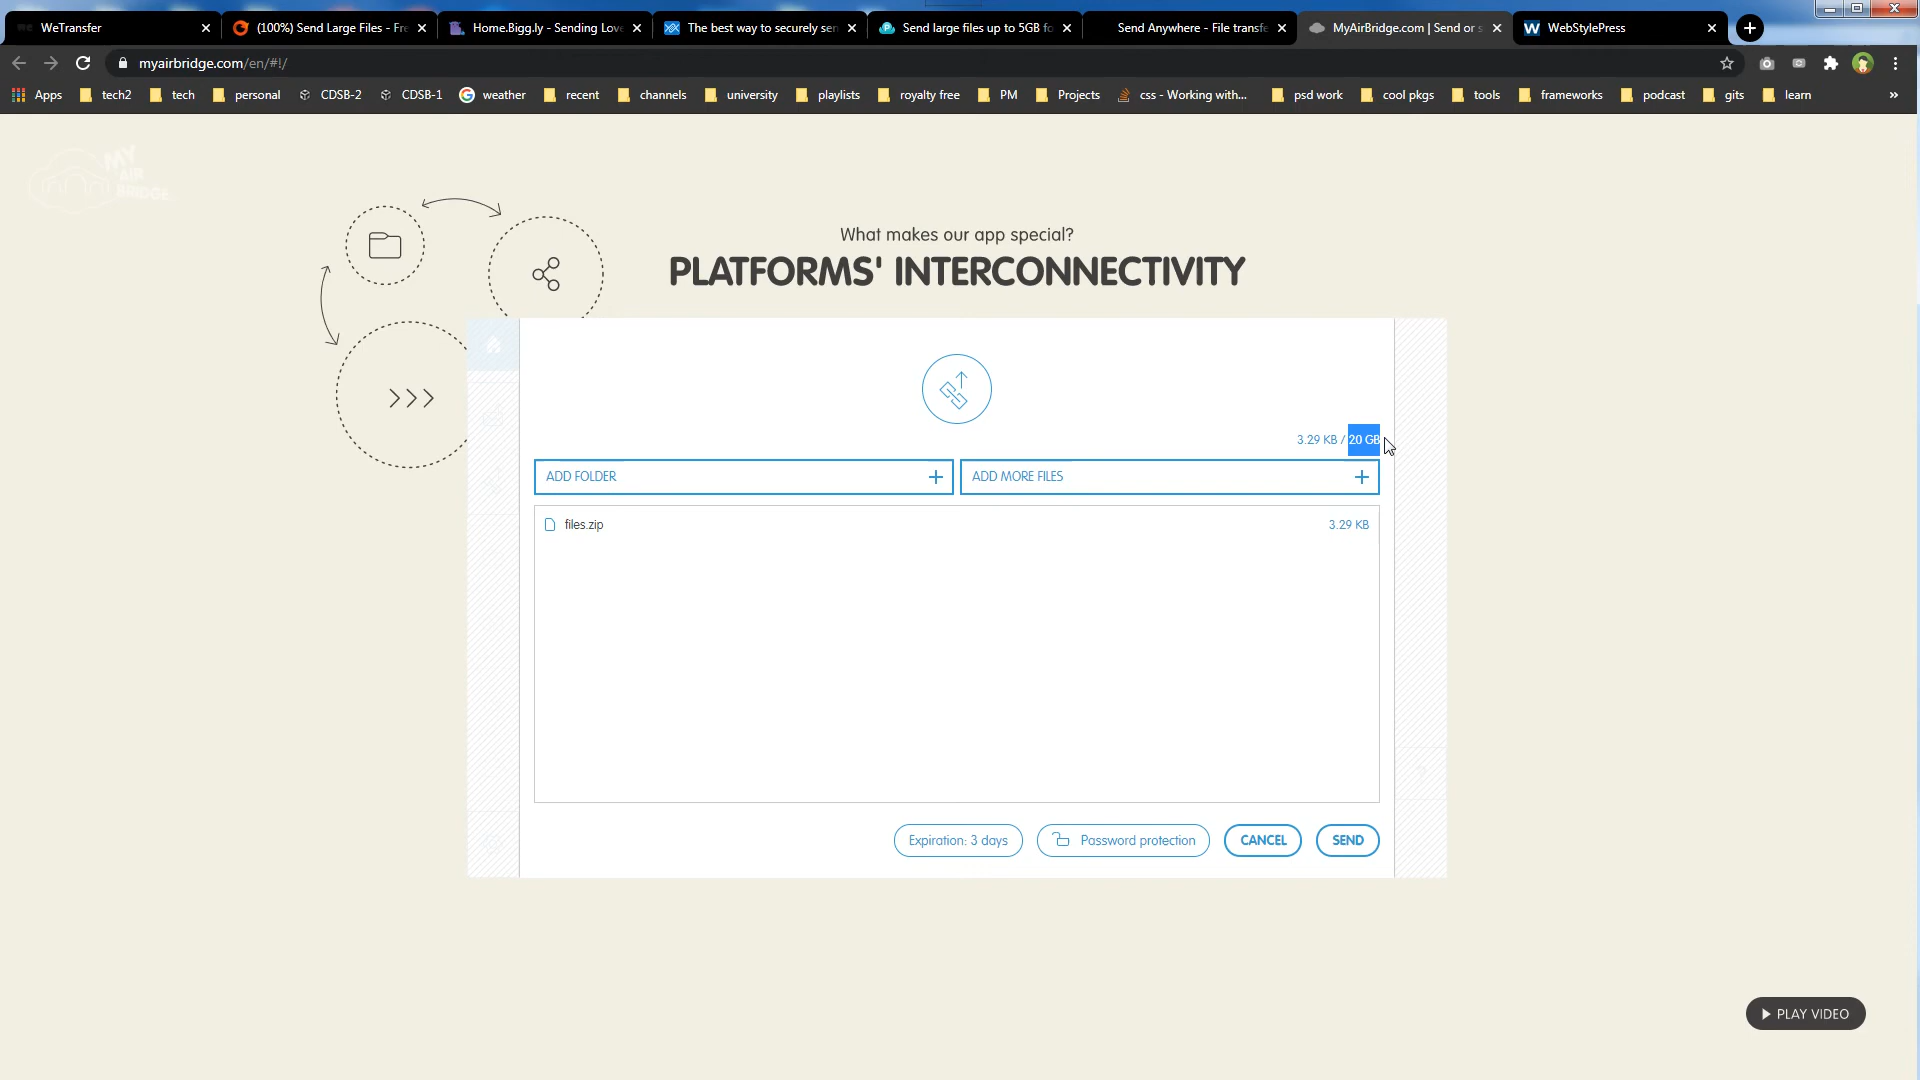 WeTransfer
(100%) Send Large Files - Fre
Home.Bigg.ly - Sending Love
The best way to securely sen
Send large files up to 5GB fo
Send Anywhere - File transfe
MyAirBridge.com | Send or s
WebStylePress
myairbridge.com/en/#!/
Apps
tech2
tech
personal
CDSB-2
CDSB-1
weather
recent
channels
university
playlists
royalty free
PM
Projects
css - Working with...
psd work
cool pkgs
tools
frameworks
podcast
gits
learn
»
MY
AIR
BRIDGE
What makes our app special?
PLATFORMS' INTERCONNECTIVITY
3.29 KB / 20 GB
ADD FOLDER
ADD MORE FILES
files.zip
3.29 KB
Expiration: 3 days
Password protection
CANCEL
SEND
PLAY VIDEO